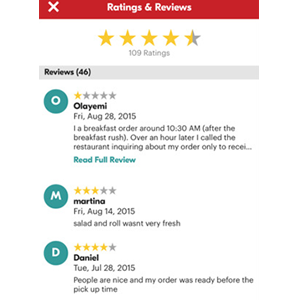 Ratings & Reviews
109 Ratings
Reviews (46)
O
Olayemi
Fri, Aug 28, 2015
I a breakfast order around 10:30 AM (after the
breakfast rush). Over an hour later I called the
restaurant inquiring about my order only to recei...
Read Full Review
M
martina
Fri, Aug 14, 2015
salad and roll wasnt very fresh
D
Daniel
Tue, Jul 28, 2015
People are nice and my order was ready before the
pick up time